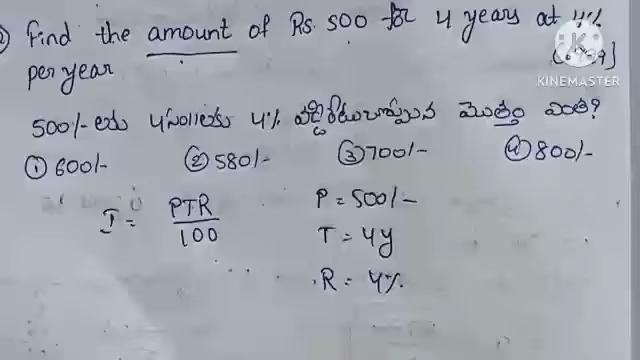 Find the amount of Rs. 500 for 4 years at 4%
per year
KINEMASTER
500/- లకు 4సం॥లకు 4% మొత్తం ఎంత?
① 600/- ② 580/- ③ 700/- ④ 800/-
I = PTR
100
P = 500/-
T = 4y
R = 4%